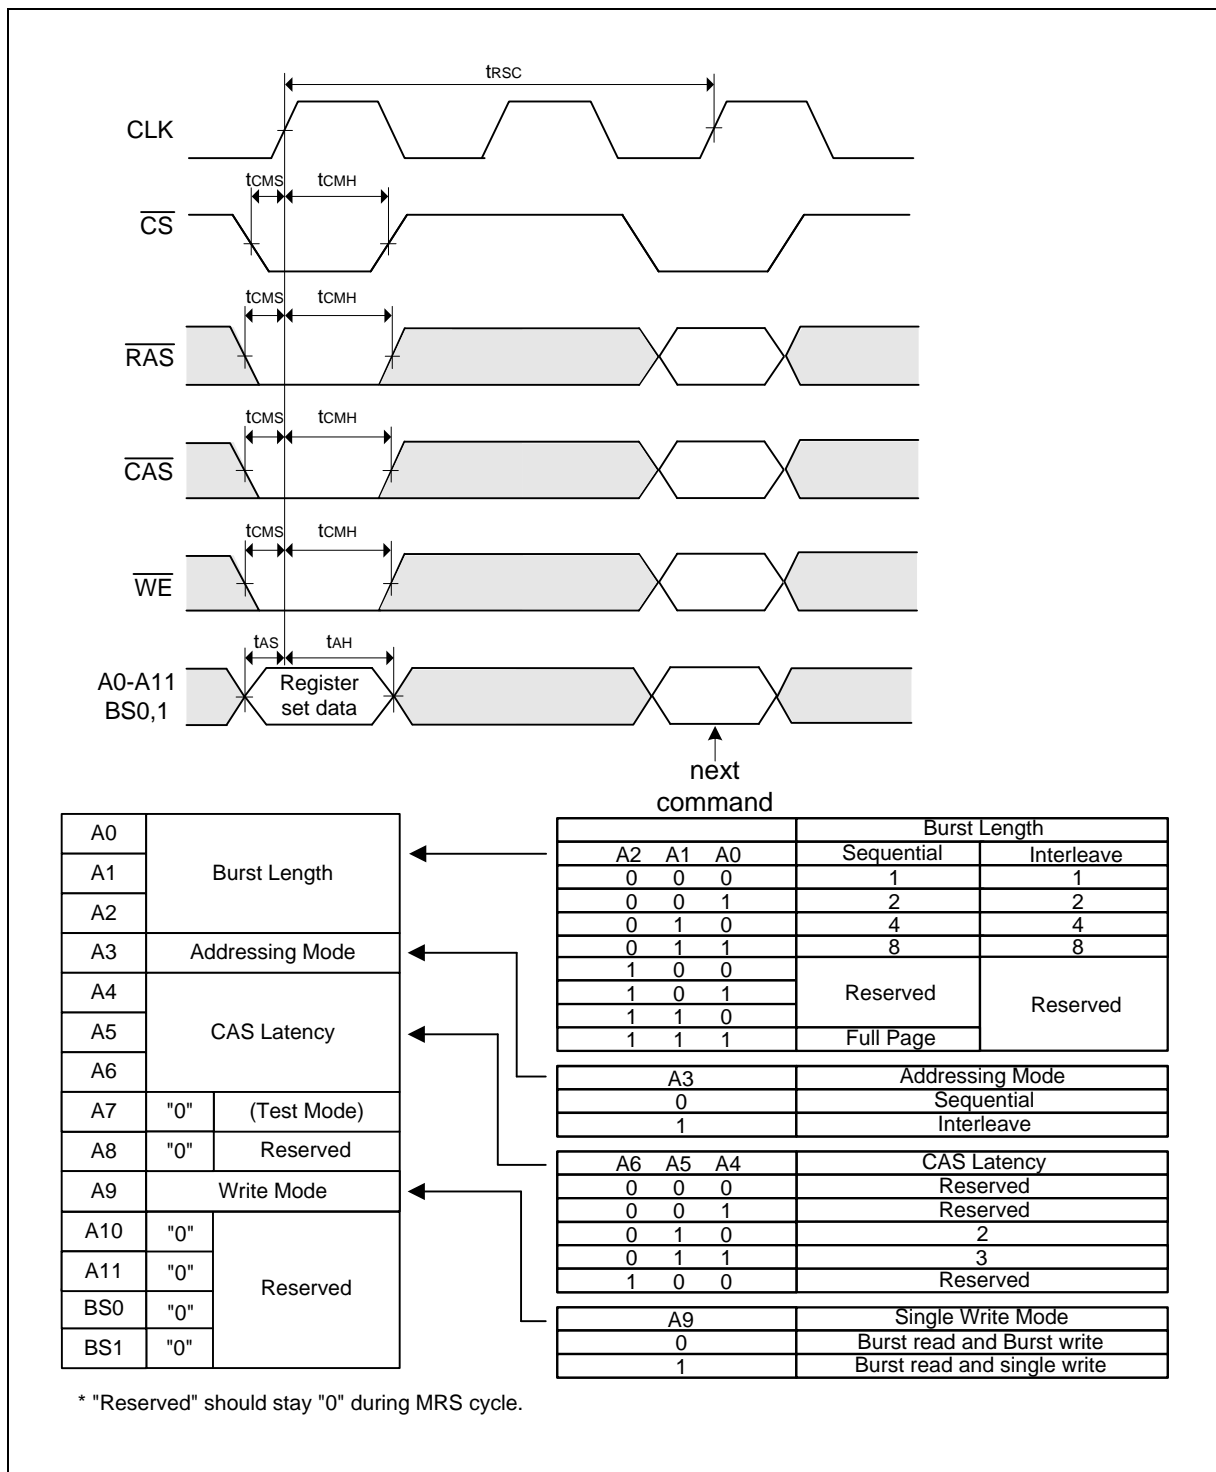 tRSC
CLK
tCMS tCMH
CS
tCMS tCMH
RAS
tCMS tCMH
CAS
tCMS tCMH
WE
tAS tAH
A0-A11
BS0,1
Register
set data
next
command
A0
A1
A2
Burst Length
A3 Addressing Mode
A4
A5
A6
CAS Latency
A7 "0" (Test Mode)
A8 "0" Reserved
A9 Write Mode
A10 "0"
A11 "0"
BS0 "0"
BS1 "0"
Reserved
Burst Length
A2 A1 A0 Sequential Interleave
0 0 0 1 1
0 0 1 2 2
0 1 0 4 4
0 1 1 8 8
1 0 0
1 0 1
1 1 0
Reserved
Reserved
1 1 1 Full Page
A3 Addressing Mode
0 Sequential
1 Interleave
A6 A5 A4 CAS Latency
0 0 0 Reserved
0 0 1 Reserved
0 1 0 2
0 1 1 3
1 0 0 Reserved
A9 Single Write Mode
0 Burst read and Burst write
1 Burst read and single write
* "Reserved" should stay "0" during MRS cycle.